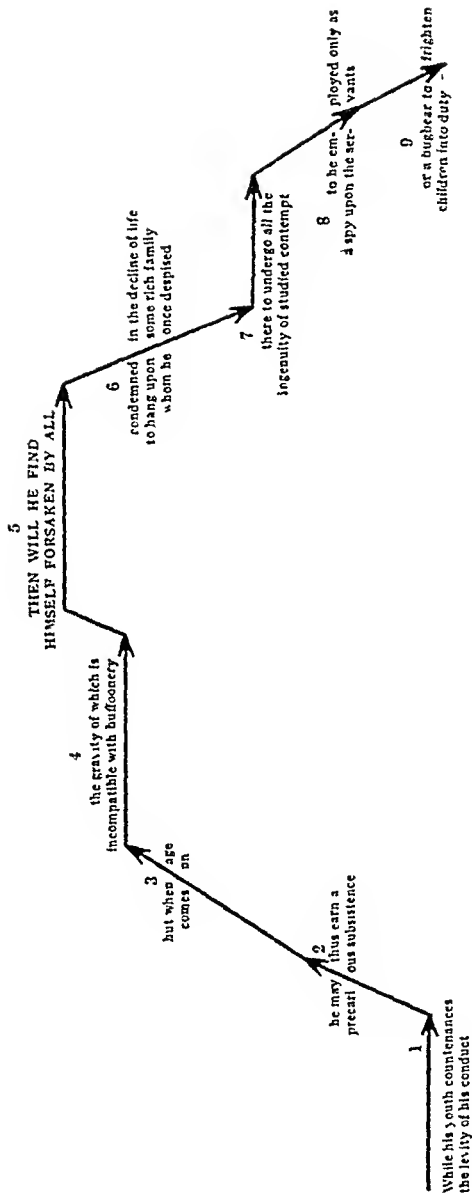 1
While his youth countenances
the levity of his conduct
2
he may thus earn a
precari ous subsistence
3
but when age
comes on
4
the gravity of which is
incompatible with buffoonery
5
THEN WILL HE FIND
HIMSELF FORSAKEN BY ALL
6
condemned in the decline of life
to hang upon some rich family
whom he once despised
7
there to undergo all the
ingenuity of studied contempt
8
to be em- ployed only as
a spy upon the ser- vants
9
or a bugbear to frighten
children into duty -